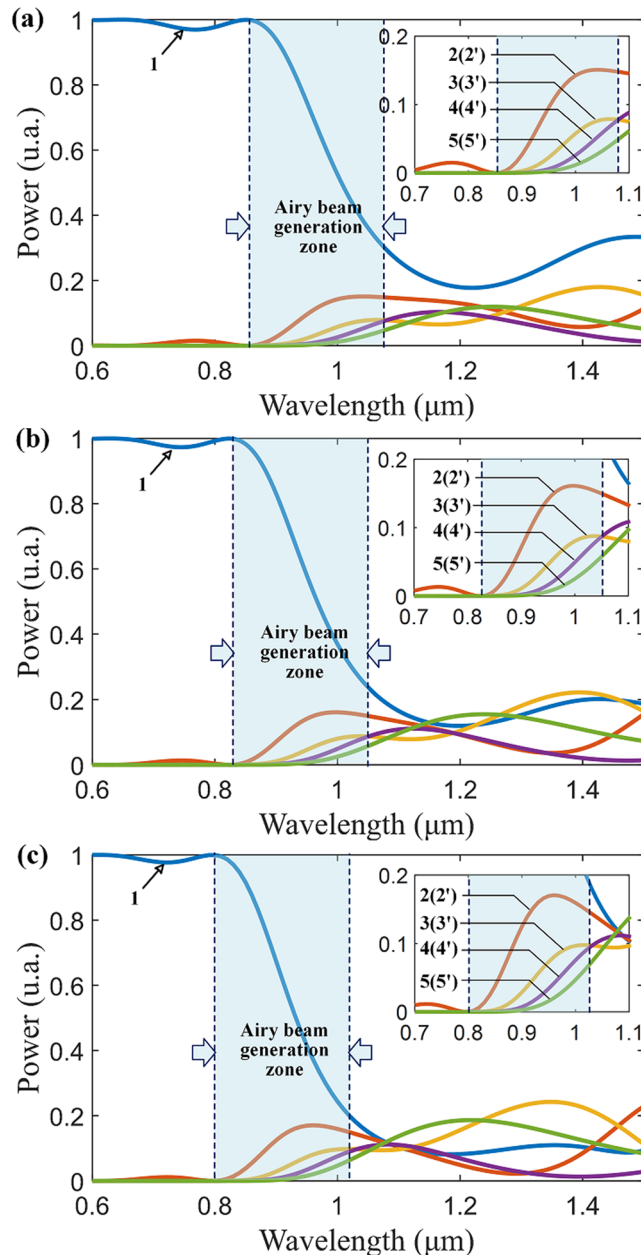 (a)
1
0.8
0.6
0.4
0.2
0
Power (u.a.)
1
Airy beam
generation
zone
0.2
0.1
0
2(2')
3(3')
4(4')
5(5')
0.7 0.8 0.9 1 1.1
0.6 0.8 1 1.2 1.4
Wavelength (μm)
(b)
1
0.8
0.6
0.4
0.2
0
Power (u.a.)
1
Airy beam
generation
zone
0.2
0.1
0
2(2')
3(3')
4(4')
5(5')
0.7 0.8 0.9 1 1.1
0.6 0.8 1 1.2 1.4
Wavelength (μm)
(c)
1
0.8
0.6
0.4
0.2
0
Power (u.a.)
1
Airy beam
generation
zone
0.2
0.1
0
2(2')
3(3')
4(4')
5(5')
0.7 0.8 0.9 1 1.1
0.6 0.8 1 1.2 1.4
Wavelength (μm)